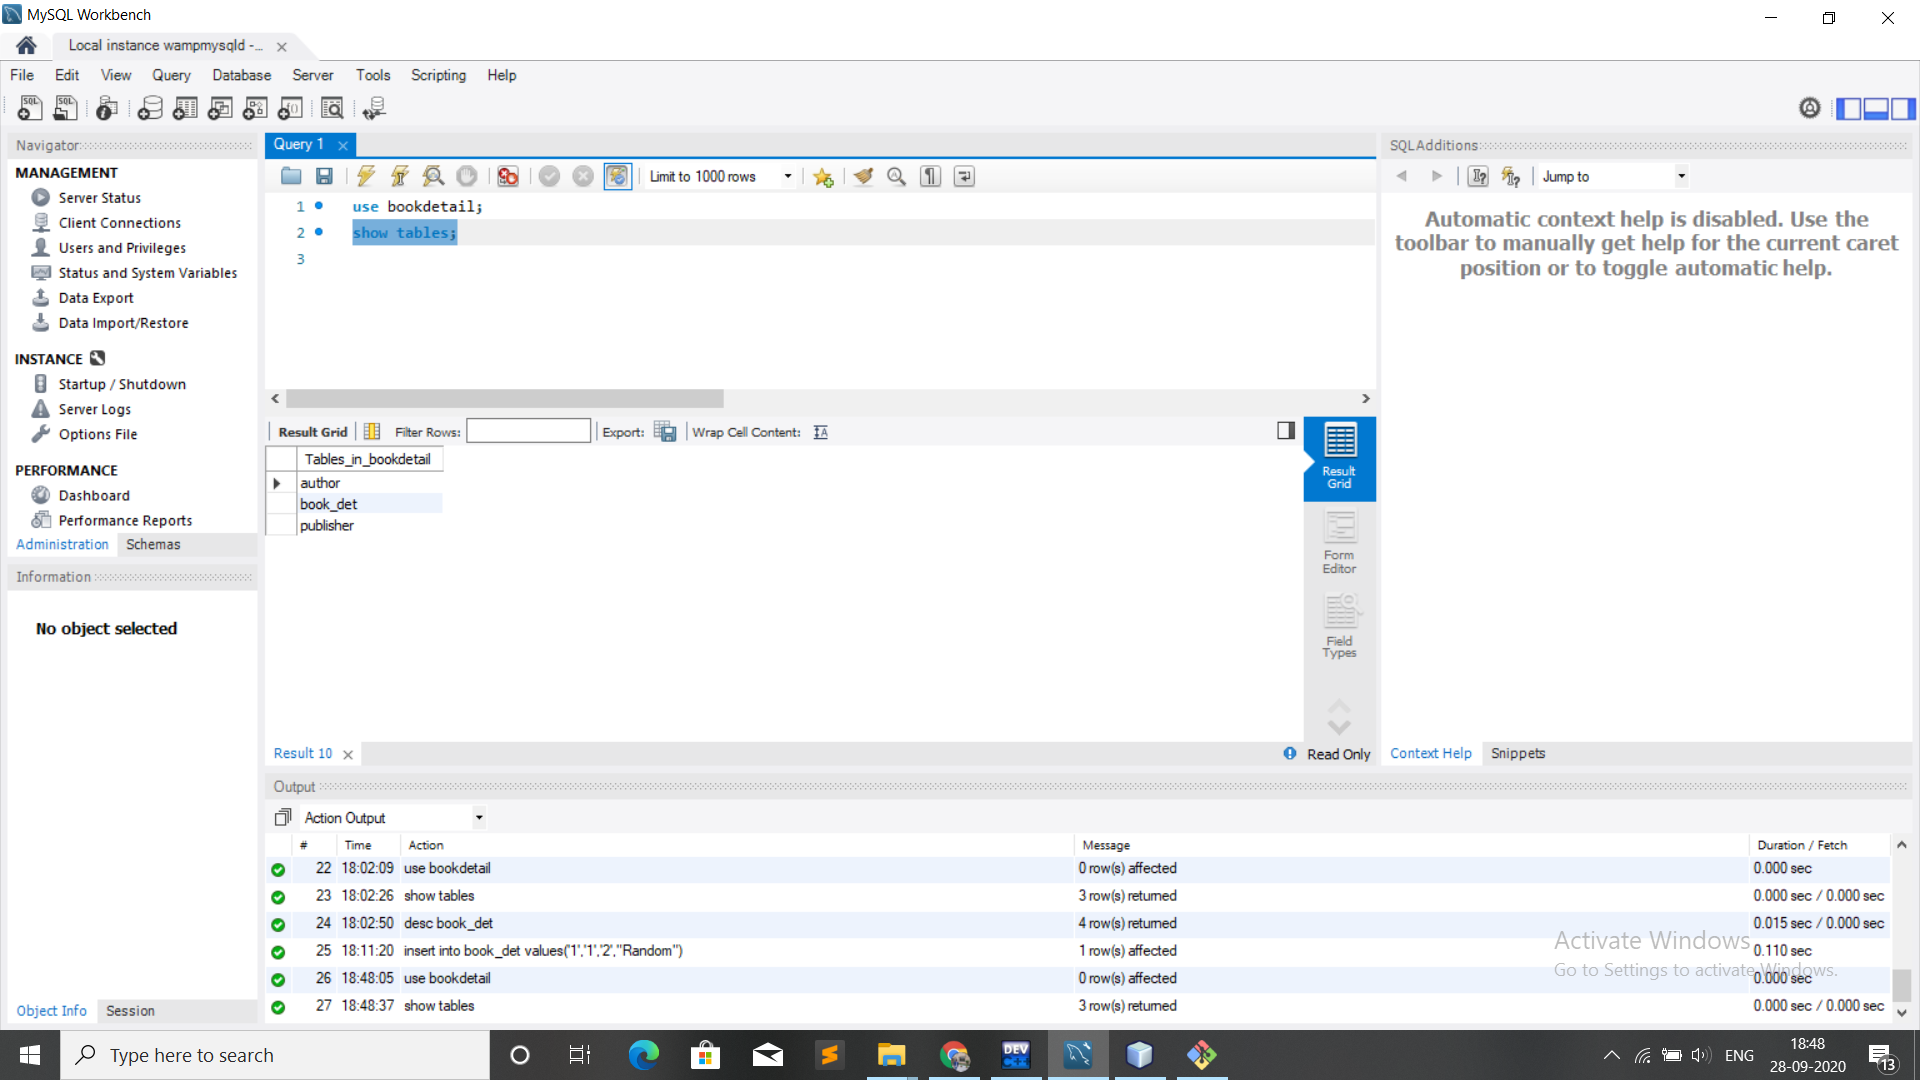 MySQL Workbench
Local instance wampmysqld -...
File Edit View Query Database Server Tools Scripting Help
Navigator
MANAGEMENT
Server Status
Client Connections
Users and Privileges
Status and System Variables
Data Export
Data Import/Restore
INSTANCE
Startup / Shutdown
Server Logs
Options File
PERFORMANCE
Dashboard
Performance Reports
Administration Schemas
Information
No object selected
Object Info Session
Query 1
Limit to 1000 rows
1 use bookdetail;
2 show tables;
3
Result Grid Filter Rows: Export: Wrap Cell Content:
Tables_in_bookdetail
author
book_det
publisher
Result Grid
Form Editor
Field Types
Result 10
Read Only
SQLAdditions
Jump to
Automatic context help is disabled. Use the
toolbar to manually get help for the current caret
position or to toggle automatic help.
Context Help Snippets
Output
Action Output
# Time Action Message Duration / Fetch
22 18:02:09 use bookdetail 0 row(s) affected 0.000 sec
23 18:02:26 show tables 3 row(s) returned 0.000 sec / 0.000 sec
24 18:02:50 desc book_det 4 row(s) returned 0.015 sec / 0.000 sec
25 18:11:20 insert into book_det values('1','1','2',"Random") 1 row(s) affected 0.110 sec
26 18:48:05 use bookdetail 0 row(s) affected 0.000 sec
27 18:48:37 show tables 3 row(s) returned 0.000 sec / 0.000 sec
Activate Windows
Go to Settings to activate Windows.
Type here to search
DEV C++
ENG
18:48
28-09-2020
13